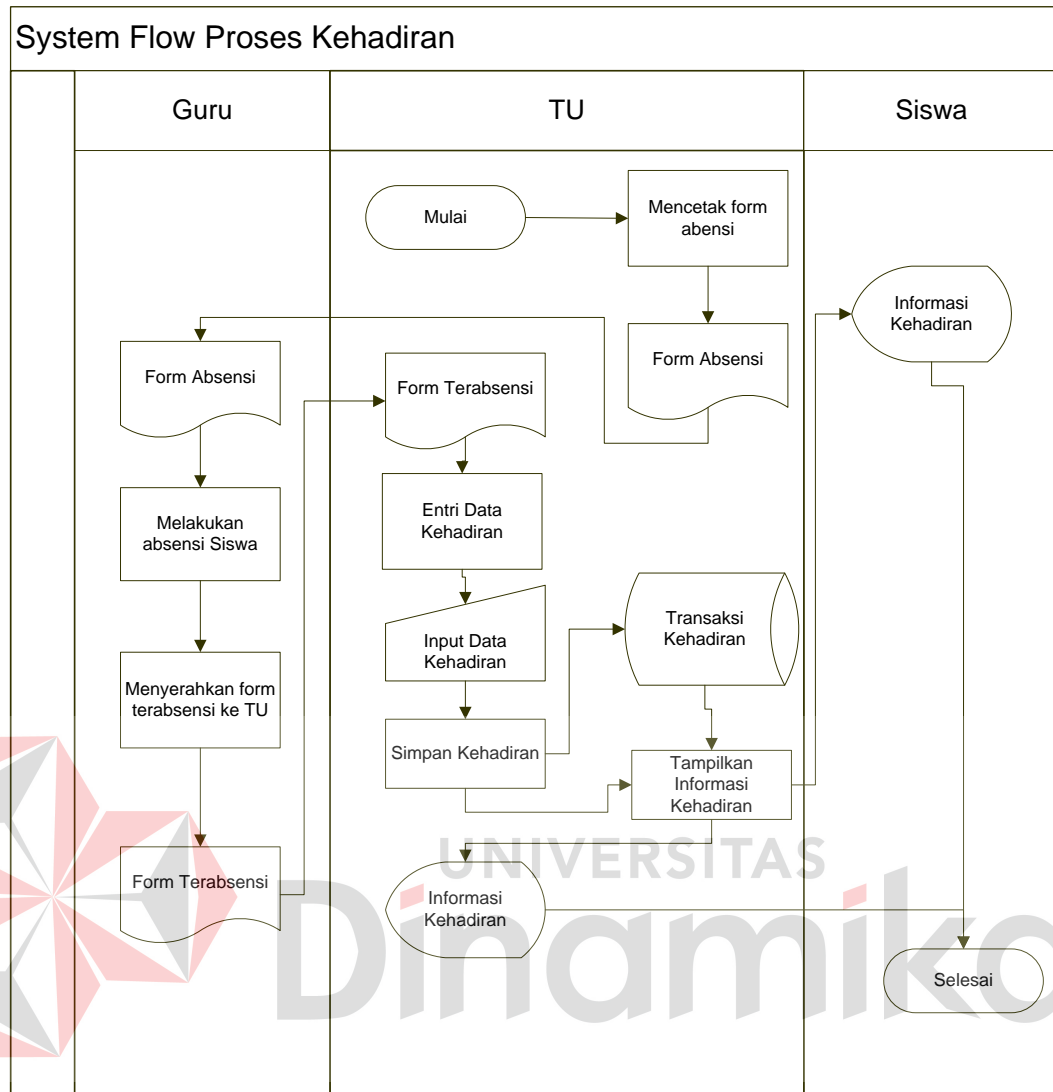 System Flow Proses Kehadiran
Guru
TU
Siswa
Mulai
Mencetak form
abensi
Informasi
Kehadiran
Form Absensi
Form Absensi
Form Terabsensi
Melakukan
absensi Siswa
Entri Data
Kehadiran
Input Data
Kehadiran
Transaksi
Kehadiran
Menyerahkan form
terabsensi ke TU
Simpan Kehadiran
Tampilkan
Informasi
Kehadiran
Form Terabsensi
Informasi
Kehadiran
Selesai
UNIVERSITAS
Dinamika